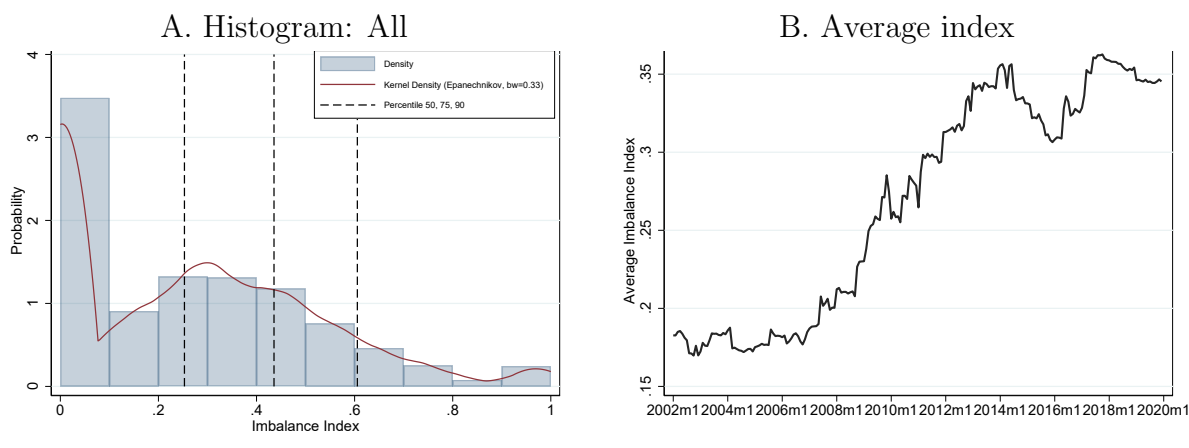 A. Histogram: All
Density
Kernel Density (Epanechnikov, bw=0.33)
Percentile 50, 75, 90
Probability
4
3
2
1
0
0 .2 .4 .6 .8 1
Imbalance Index
B. Average index
Average Imbalance Index
.35
.3
.25
.2
.15
2002m1 2004m1 2006m1 2008m1 2010m1 2012m1 2014m1 2016m1 2018m1 2020m1